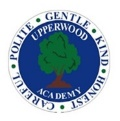 CAREFUL · POLITE · GENTLE · KIND · HONEST
UPPERWOOD
ACADEMY